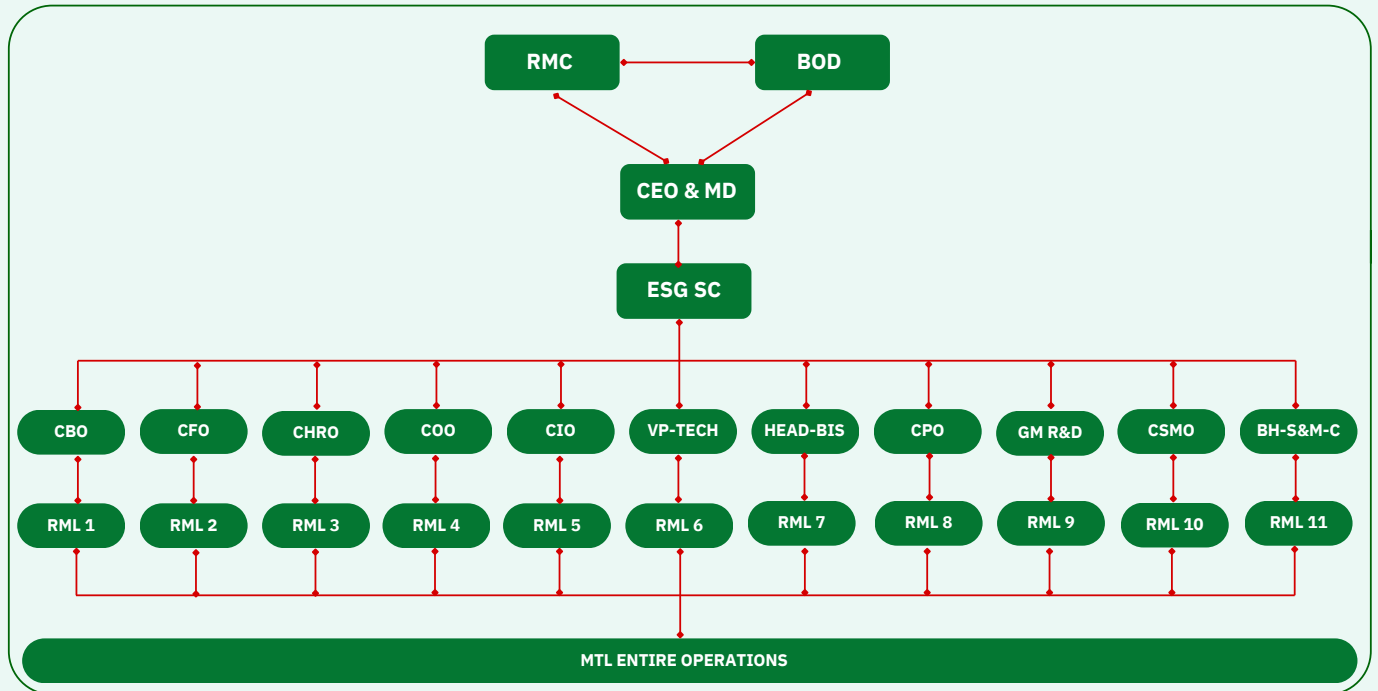 RMC
BOD
CEO & MD
ESG SC
CBO
CFO
CHRO
COO
CIO
VP-TECH
HEAD-BIS
CPO
GM R&D
CSMO
BH-S&M-C
RML 1
RML 2
RML 3
RML 4
RML 5
RML 6
RML 7
RML 8
RML 9
RML 10
RML 11
MTL ENTIRE OPERATIONS